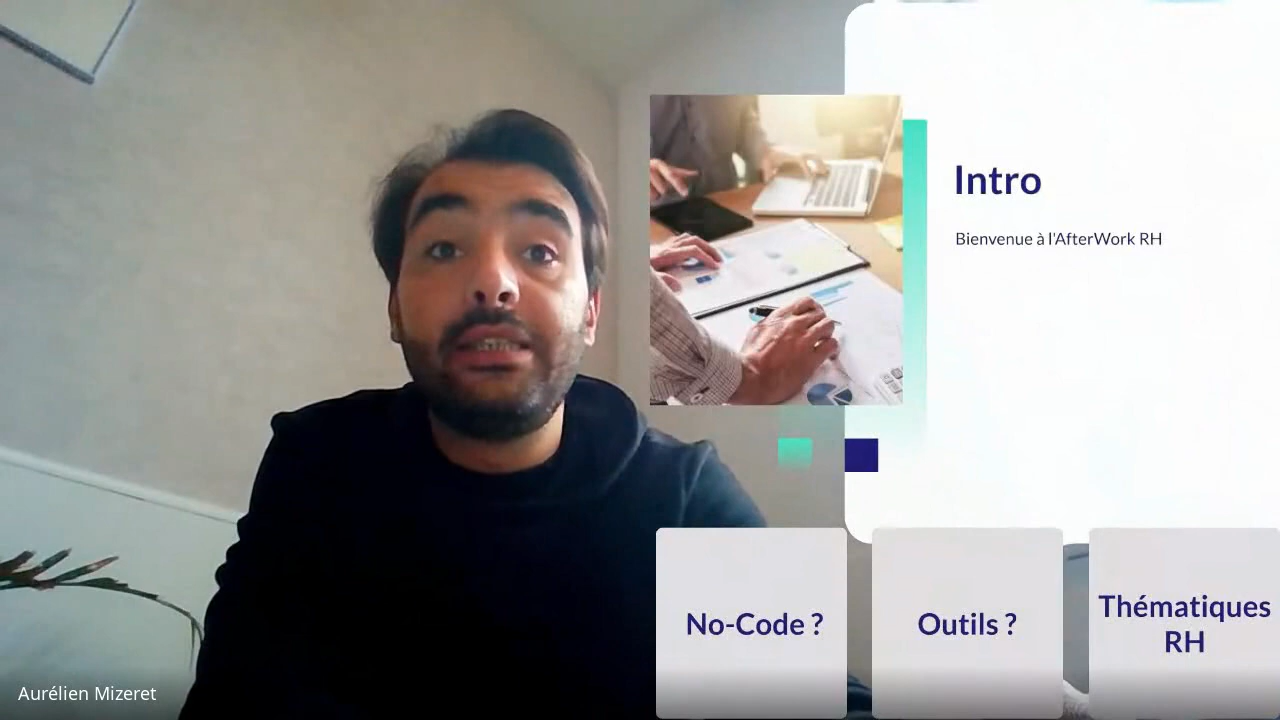 Intro
Bienvenue à l'AfterWork RH
No-Code ?
Outils ?
Thématiques
RH
Aurélien Mizeret